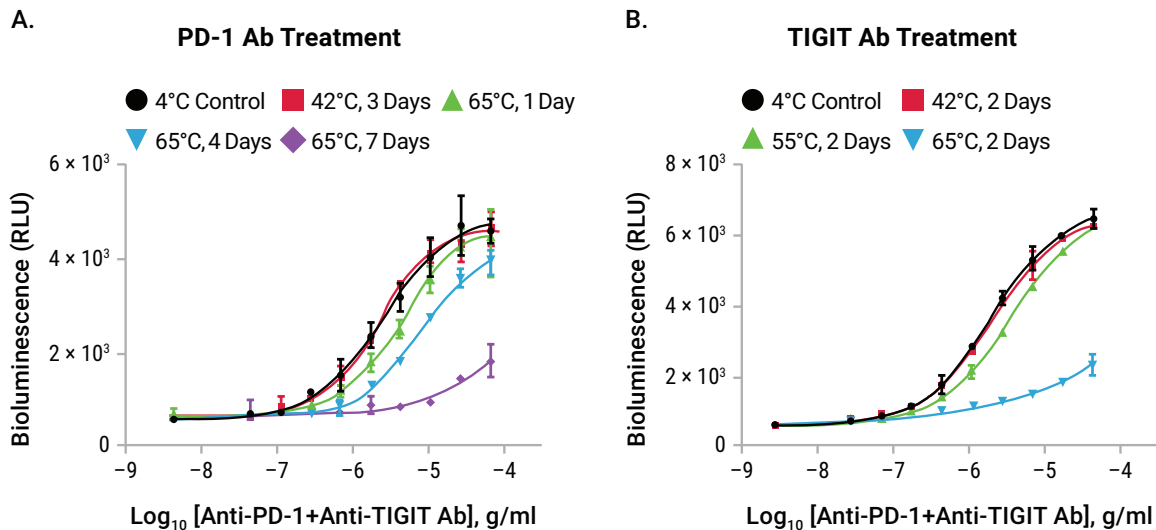 A.
PD-1 Ab Treatment
4°C Control 42°C, 3 Days 65°C, 1 Day
65°C, 4 Days 65°C, 7 Days
Bioluminescence (RLU)
6 × 10³
4 × 10³
2 × 10³
0
−9 −8 −7 −6 −5 −4
Log₁₀ [Anti-PD-1+Anti-TIGIT Ab], g/ml
B.
TIGIT Ab Treatment
4°C Control 42°C, 2 Days
55°C, 2 Days 65°C, 2 Days
Bioluminescence (RLU)
8 × 10³
6 × 10³
4 × 10³
2 × 10³
0
−9 −8 −7 −6 −5 −4
Log₁₀ [Anti-PD-1+Anti-TIGIT Ab], g/ml